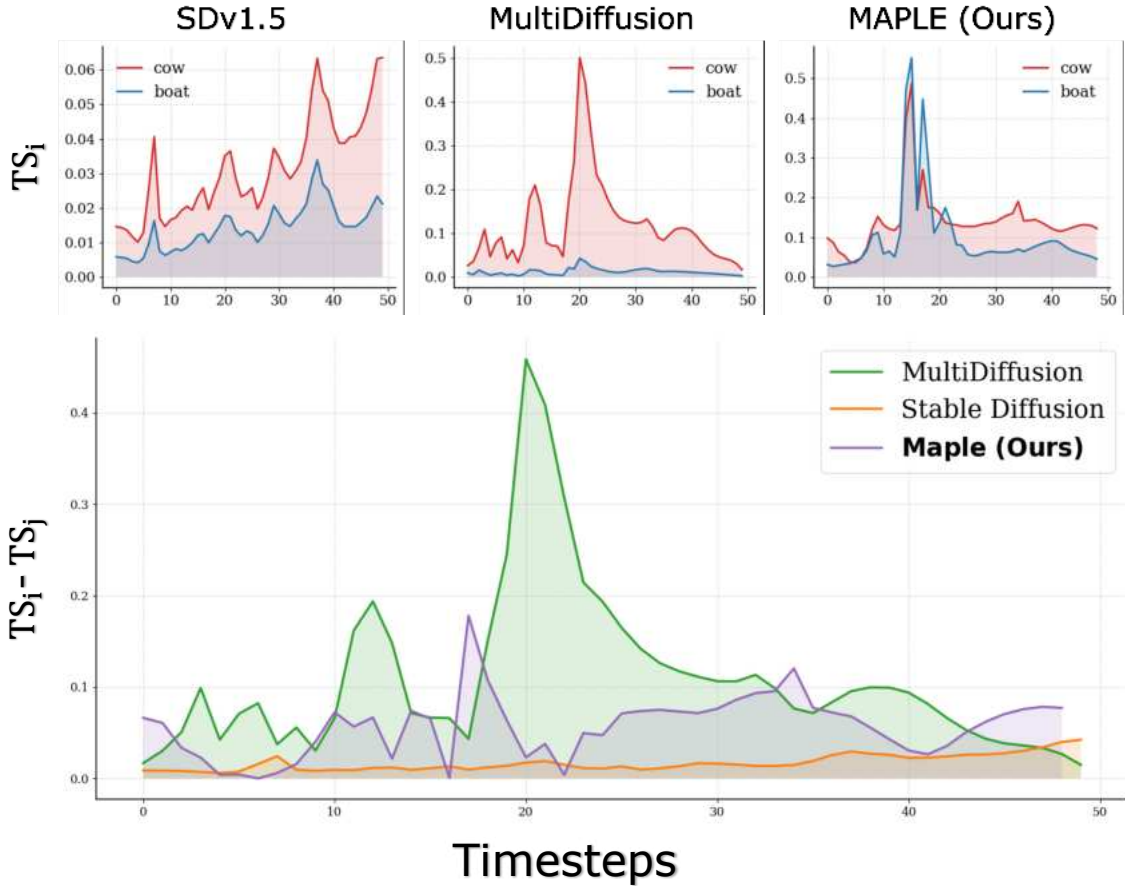 SDv1.5 MultiDiffusion MAPLE (Ours)
TSi
0.06
0.05
0.04
0.03
0.02
0.01
0.00
cow
boat
0 10 20 30 40 50
0.5
0.4
0.3
0.2
0.1
0.0
cow
boat
0 10 20 30 40 50
0.5
0.4
0.3
0.2
0.1
0.0
cow
boat
0 10 20 30 40 50
TSi - TSj
0.4
0.3
0.2
0.1
0.0
MultiDiffusion
Stable Diffusion
Maple (Ours)
0 10 20 30 40 50
Timesteps